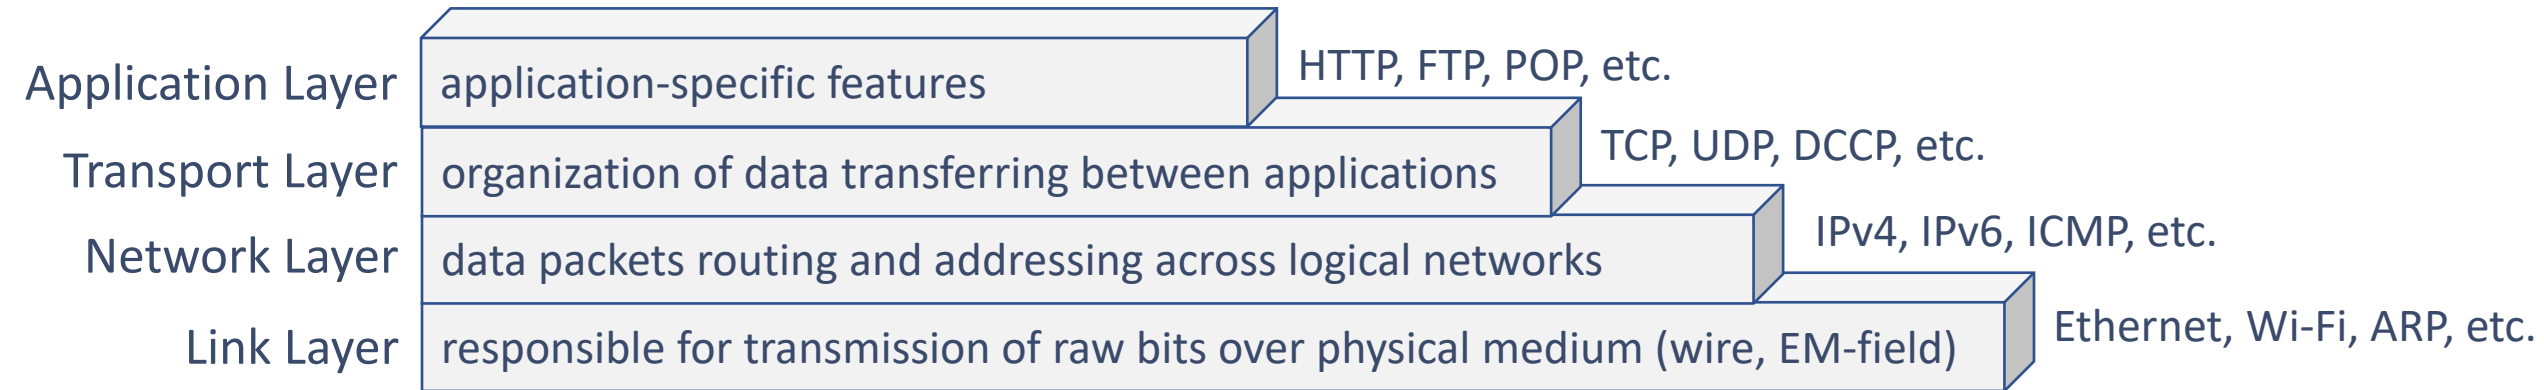 Application Layer
application-specific features
HTTP, FTP, POP, etc.
Transport Layer
organization of data transferring between applications
TCP, UDP, DCCP, etc.
Network Layer
data packets routing and addressing across logical networks
IPv4, IPv6, ICMP, etc.
Link Layer
responsible for transmission of raw bits over physical medium (wire, EM-field)
Ethernet, Wi-Fi, ARP, etc.